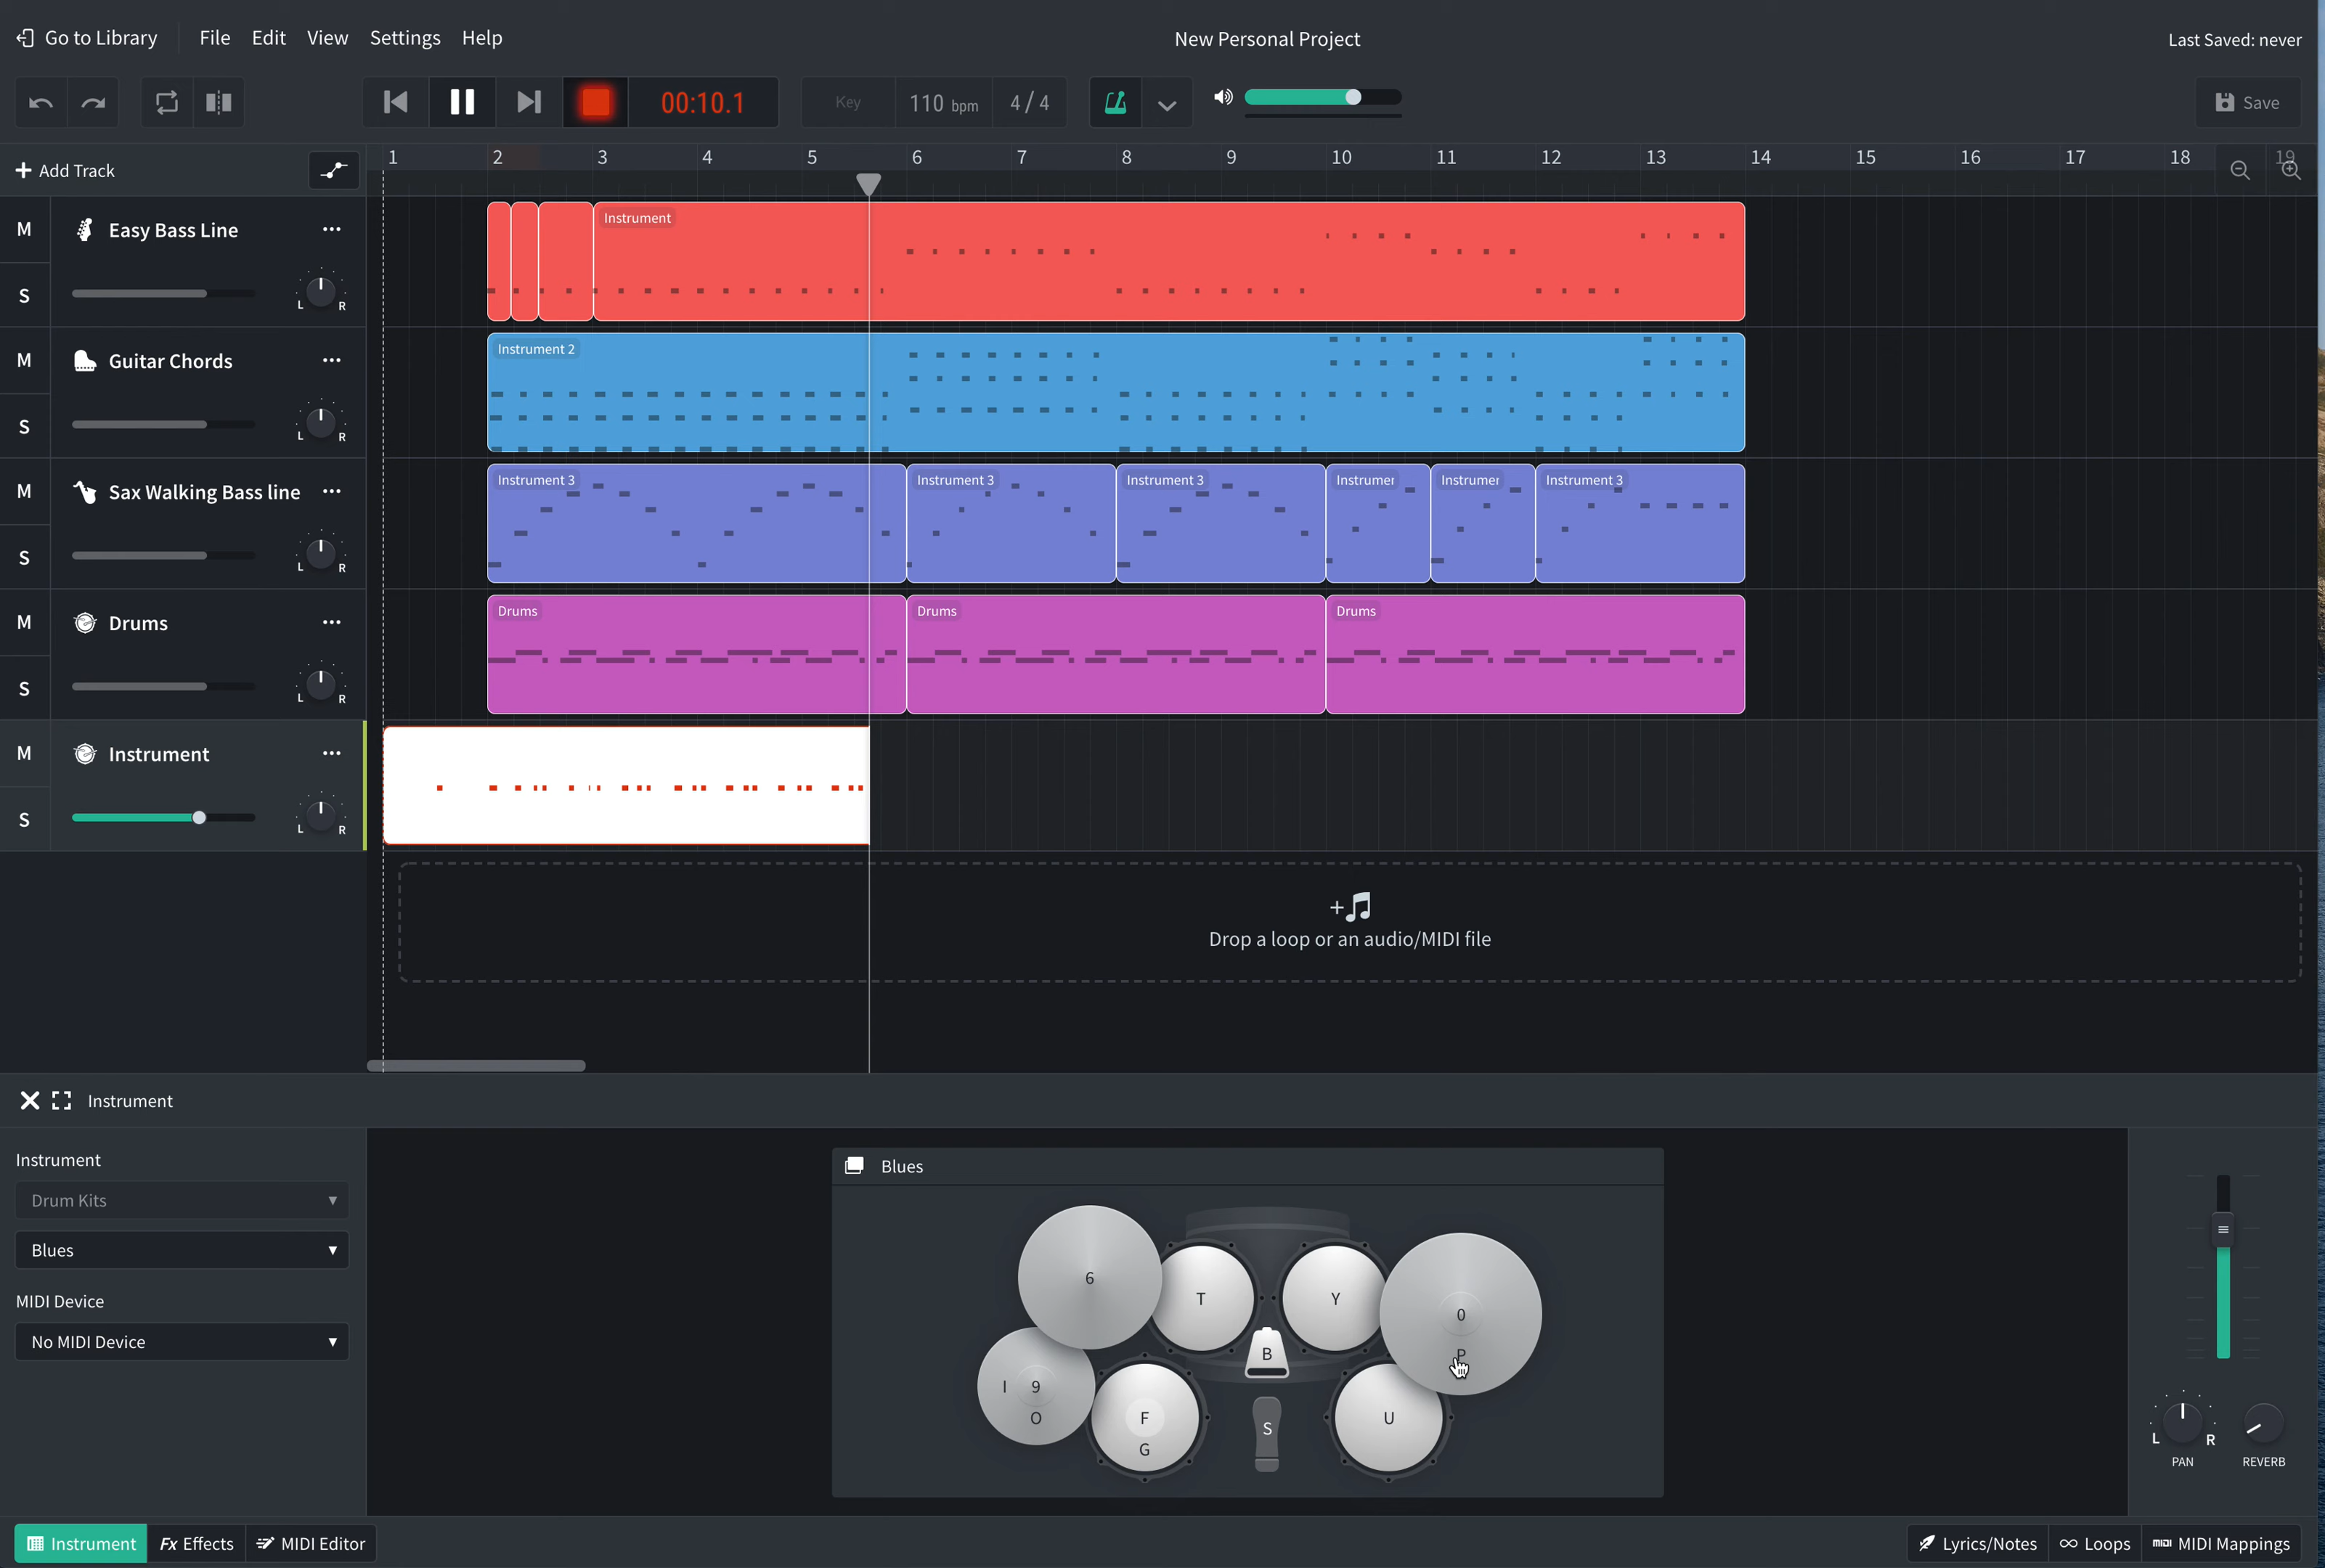 Go to Library File Edit View Settings Help New Personal Project Last Saved: never
00:10.1 Key 110 bpm 4 / 4 Save
Add Track 1 2 3 4 5 6 7 8 9 10 11 12 13 14 15 16 17 18 19
M Easy Bass Line Instrument
S L R
M Guitar Chords Instrument 2
S L R
M Sax Walking Bass line Instrument 3 Instrument 3 Instrument 3 Instrumer Instrumer Instrument 3
S L R
M Drums Drums Drums Drums
S L R
M Instrument
S L R
Drop a loop or an audio/MIDI file
Instrument
Instrument
Drum Kits
Blues
MIDI Device
No MIDI Device
Blues
6 T Y 0
B P
I 9
O F S U
G
L R
PAN REVERB
Instrument Fx Effects MIDI Editor Lyrics/Notes Loops MIDI MIDI Mappings